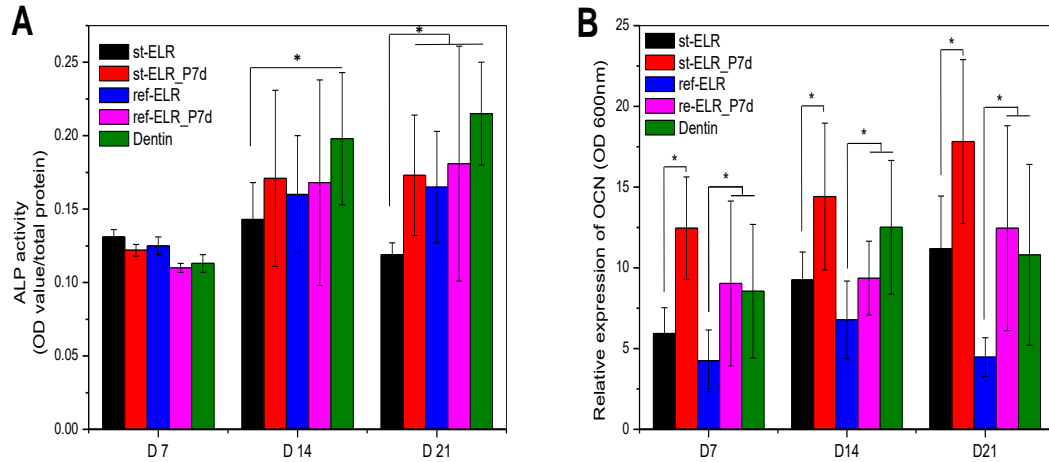 A
ALP activity
(OD value/total protein)
0.25
0.20
0.15
0.10
0.05
0.00
st-ELR
st-ELR_P7d
ref-ELR
ref-ELR_P7d
Dentin
*
*
D 7
D 14
D 21
B
Relative expression of OCN (OD 600nm)
25
20
15
10
5
0
st-ELR
st-ELR_P7d
ref-ELR
re-ELR_P7d
Dentin
*
*
*
*
*
*
D7
D14
D21